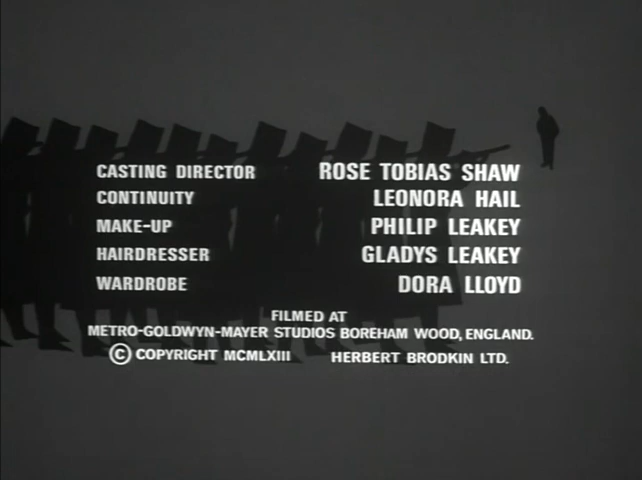 CASTING DIRECTOR ROSE TOBIAS SHAW
CONTINUITY LEONORA HAIL
MAKE-UP PHILIP LEAKEY
HAIRDRESSER GLADYS LEAKEY
WARDROBE DORA LLOYD
FILMED AT
METRO-GOLDWYN-MAYER STUDIOS BOREHAM WOOD, ENGLAND.
© COPYRIGHT MCMLXIII HERBERT BRODKIN LTD.